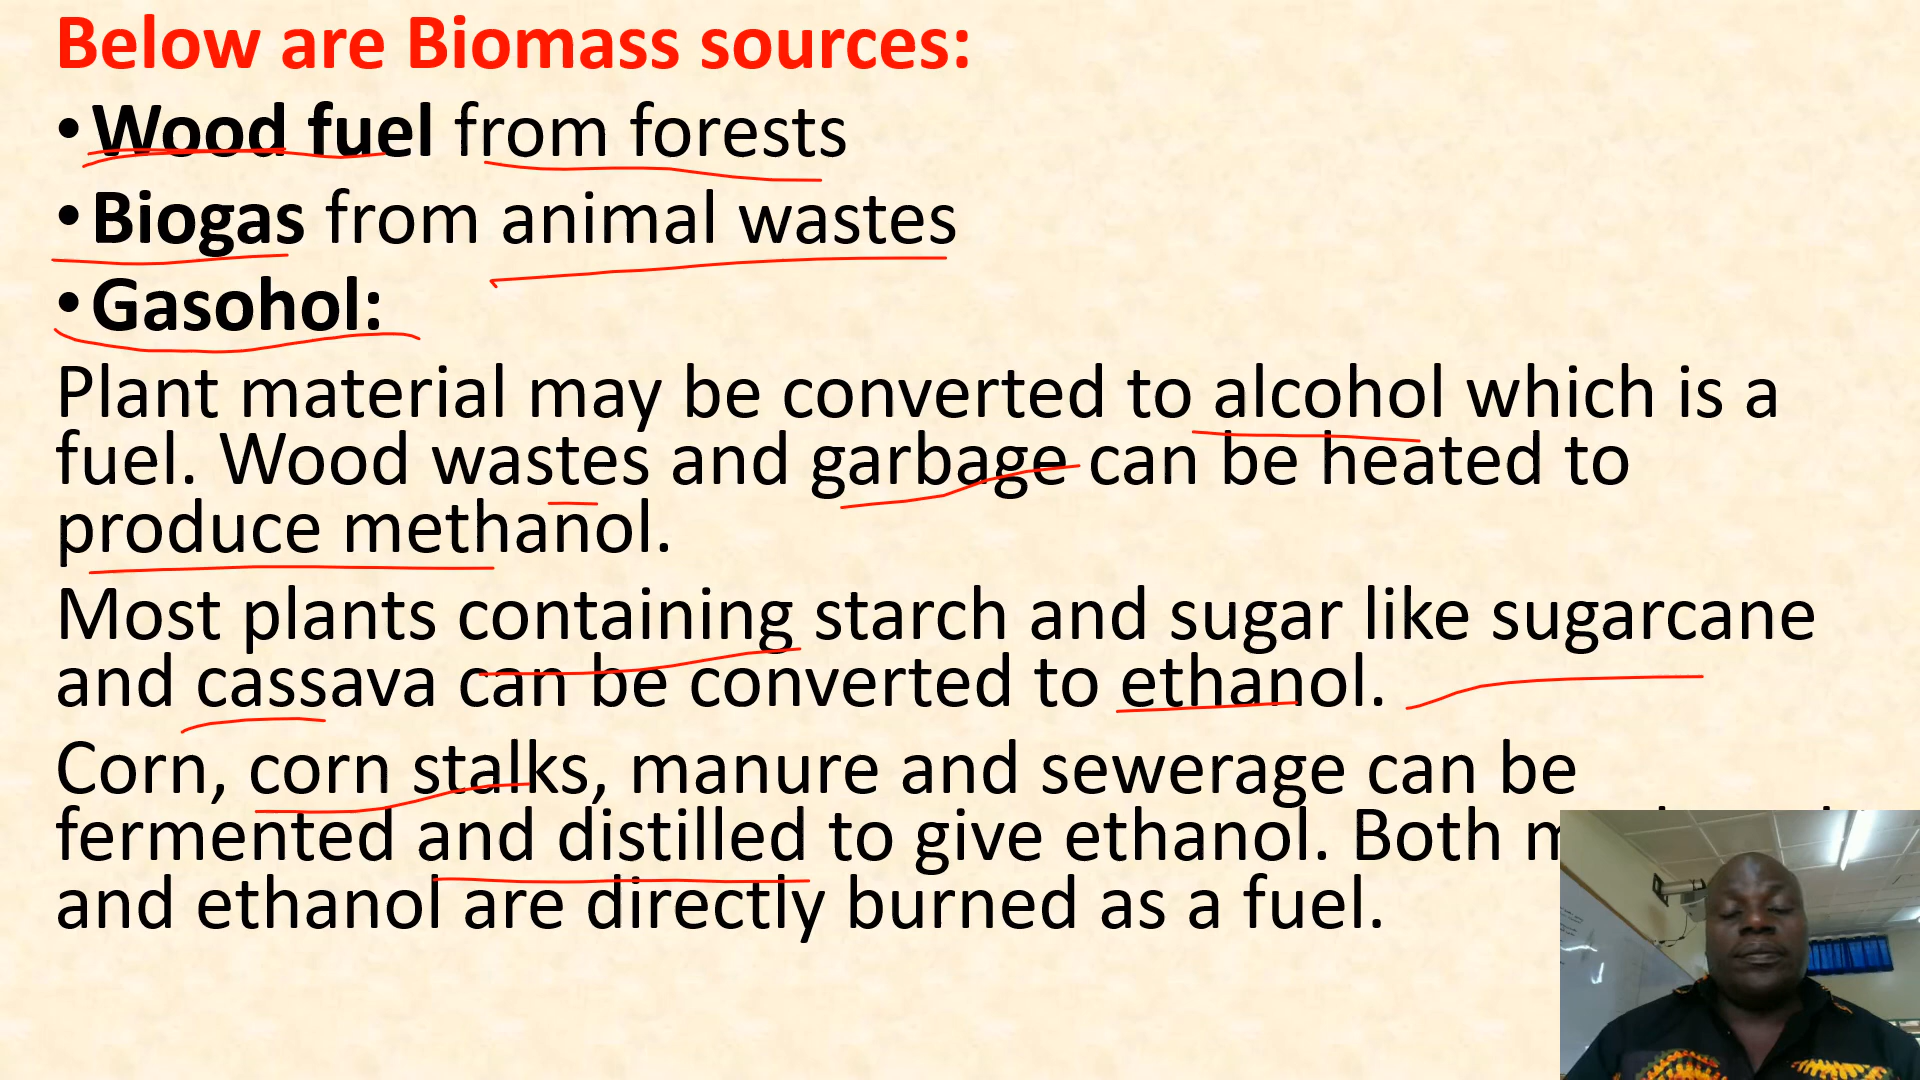 Below are Biomass sources:
•Wood fuel from forests
•Biogas from animal wastes
•Gasohol:
Plant material may be converted to alcohol which is a
fuel. Wood wastes and garbage can be heated to
produce methanol.
Most plants containing starch and sugar like sugarcane
and cassava can be converted to ethanol.
Corn, corn stalks, manure and sewerage can be
fermented and distilled to give ethanol. Both
and ethanol are directly burned as a fuel.